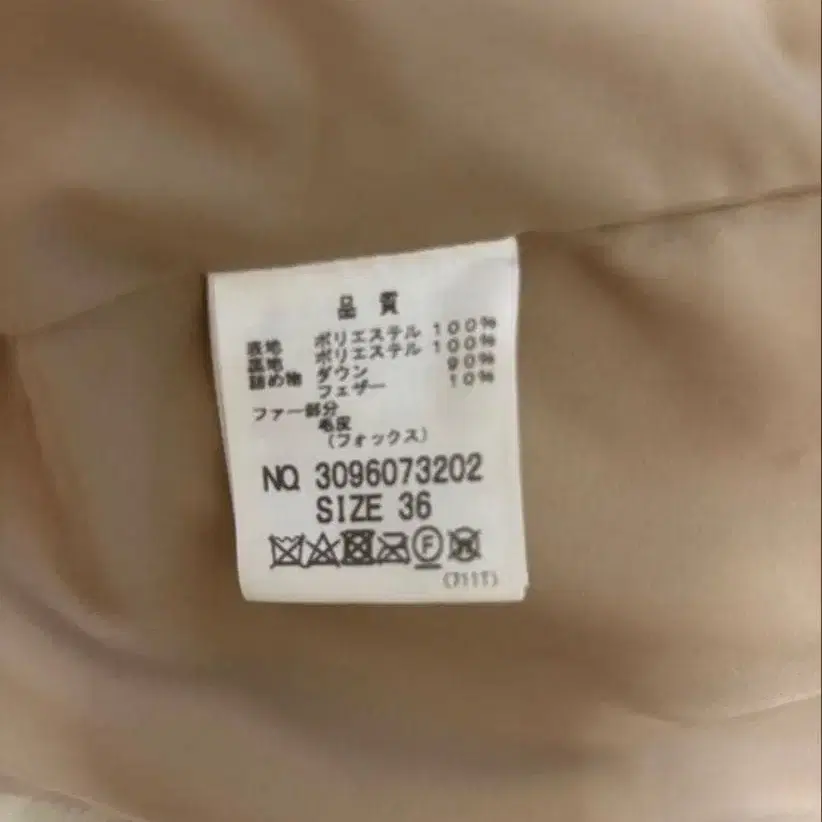 品質
表地 ポリエステル 100%
裏地 ポリエステル 100%
詰め物 ダウン 90%
フェザー 10%
ファー部分
毛皮
(フォックス)
NO 3096073202
SIZE 36
F
(711T)